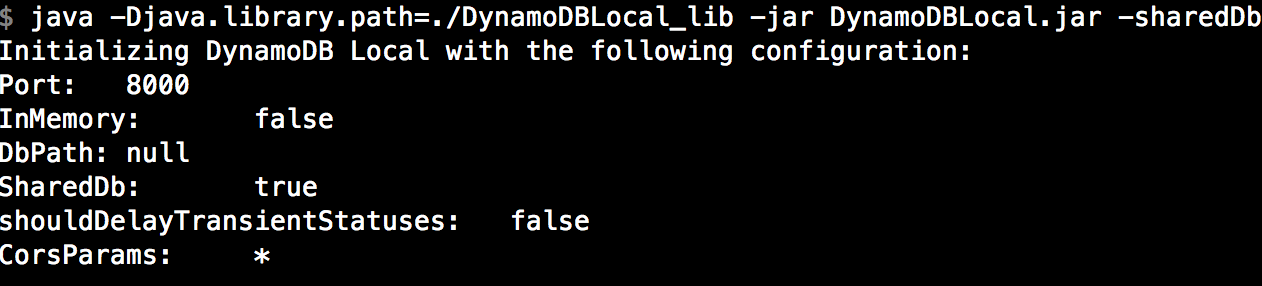 $ java -Djava.library.path=./DynamoDBLocal_lib -jar DynamoDBLocal.jar -sharedDb
Initializing DynamoDB Local with the following configuration:
Port: 8000
InMemory: false
DbPath: null
SharedDb: true
shouldDelayTransientStatuses: false
CorsParams: *